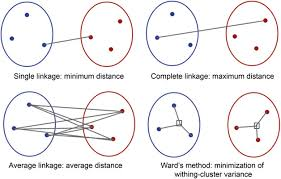 Single linkage: minimum distance
Complete linkage: maximum distance
Average linkage: average distance
Ward's method: minimization of
withing-cluster variance